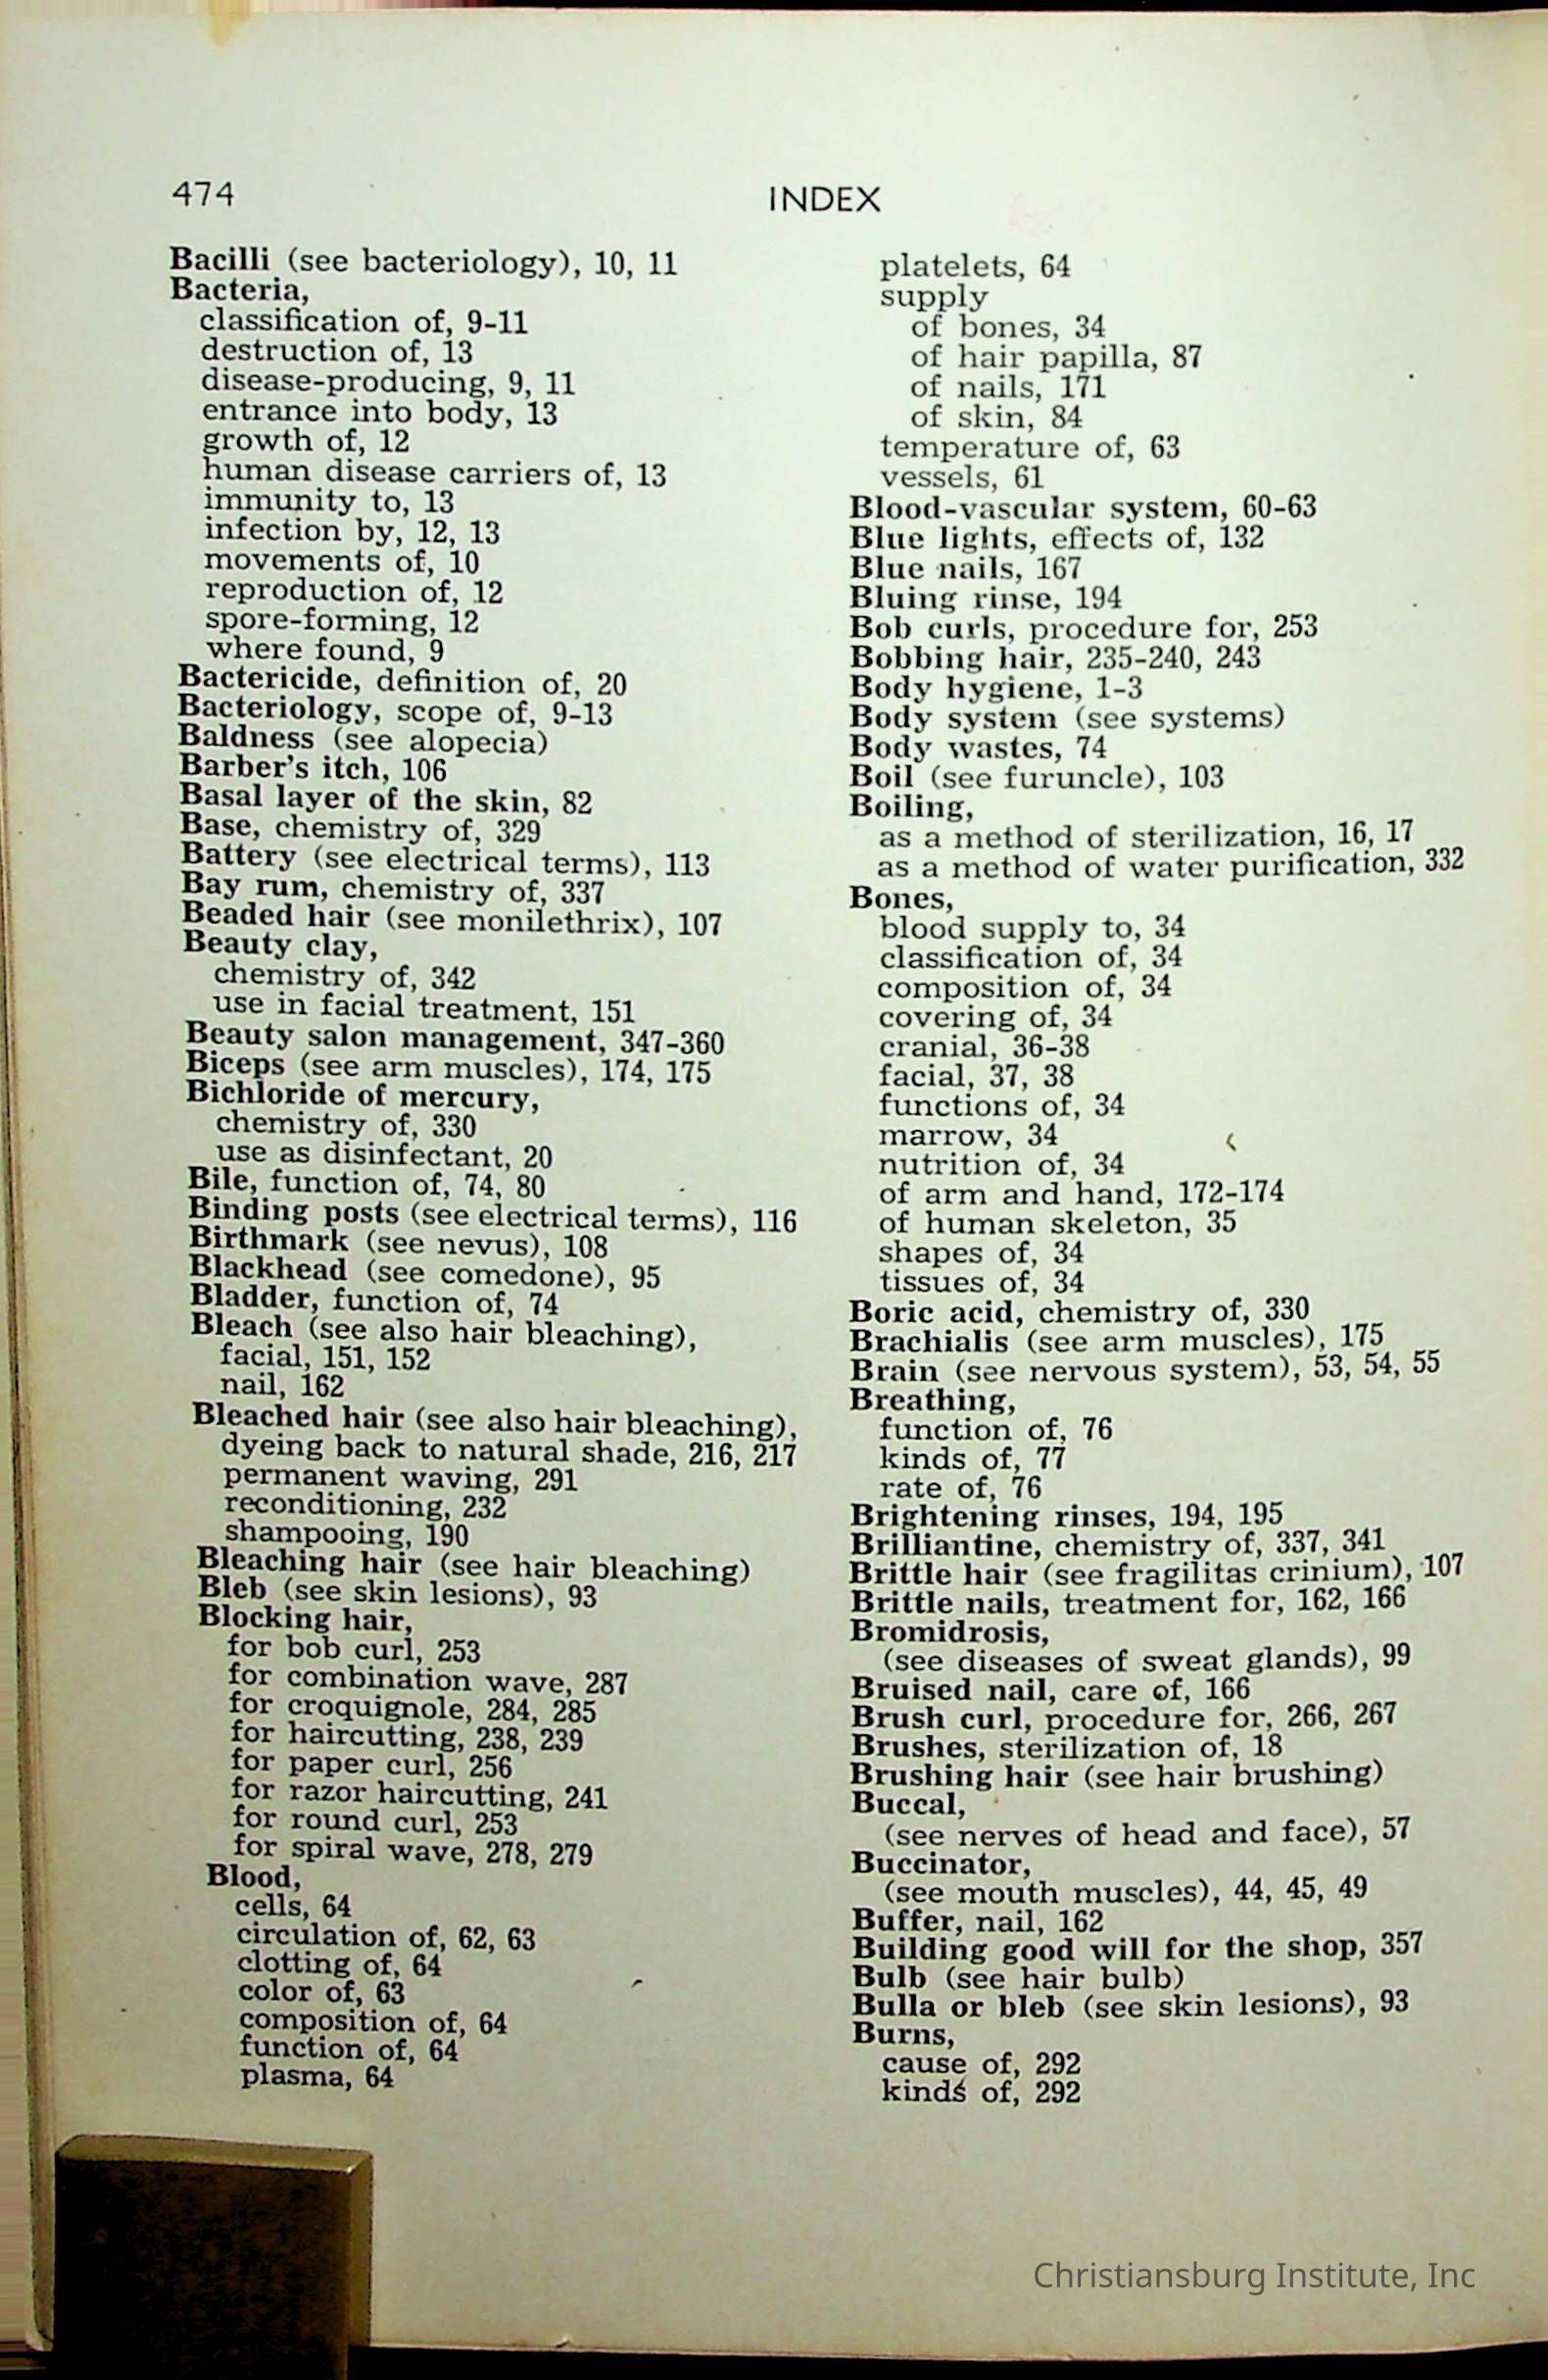 474
INDEX
Bacilli (see bacteriology), 10, 11
Bacteria,
classification of, 9-11
destruction of, 13
disease-producing, 9, 11
entrance into body, 13
growth of, 12
human disease carriers of, 13
immunity to, 13
infection by, 12, 13
movements of, 10
reproduction of, 12
spore-forming, 12
where found, 9
Bactericide, definition of, 20
Bacteriology, scope of, 9-13
Baldness (see alopecia)
Barber's itch, 106
Basal layer of the skin, 82
Base, chemistry of, 329
Battery (see electrical terms), 113
Bay rum, chemistry of, 337
Beaded hair (see monilethrix), 107
Beauty clay,
chemistry of, 342
use in facial treatment, 151
Beauty salon management, 347-360
Biceps (see arm muscles), 174, 175
Bichloride of mercury,
chemistry of, 330
use as disinfectant, 20
Bile, function of, 74, 80
Binding posts (see electrical terms), 116
Birthmark (see nevus), 108
Blackhead (see comedone), 95
Bladder, function of, 74
Bleach (see also hair bleaching),
facial, 151, 152
nail, 162
Bleached hair (see also hair bleaching),
dyeing back to natural shade, 216, 217
permanent waving, 291
reconditioning, 232
shampooing, 190
Bleaching hair (see hair bleaching)
Bleb (see skin lesions), 93
Blocking hair,
for bob curl, 253
for combination wave, 287
for croquignole, 284, 285
for haircutting, 238, 239
for paper curl, 256
for razor haircutting, 241
for round curl, 253
for spiral wave, 278, 279
Blood,
cells, 64
circulation of, 62, 63
clotting of, 64
color of, 63
composition of, 64
function of, 64
plasma, 64
platelets, 64
supply
of bones, 34
of hair papilla, 87
of nails, 171
of skin, 84
temperature of, 63
vessels, 61
Blood-vascular system, 60-63
Blue lights, effects of, 132
Blue nails, 167
Bluing rinse, 194
Bob curls, procedure for, 253
Bobbing hair, 235-240, 243
Body hygiene, 1-3
Body system (see systems)
Body wastes, 74
Boil (see furuncle), 103
Boiling,
as a method of sterilization, 16, 17
as a method of water purification, 332
Bones,
blood supply to, 34
classification of, 34
composition of, 34
covering of, 34
cranial, 36-38
facial, 37, 38
functions of, 34
marrow, 34
nutrition of, 34
of arm and hand, 172-174
of human skeleton, 35
shapes of, 34
tissues of, 34
Boric acid, chemistry of, 330
Brachialis (see arm muscles), 175
Brain (see nervous system), 53, 54, 55
Breathing,
function of, 76
kinds of, 77
rate of, 76
Brightening rinses, 194, 195
Brilliantine, chemistry of, 337, 341
Brittle hair (see fragilitas crinium), 107
Brittle nails, treatment for, 162, 166
Bromidrosis,
(see diseases of sweat glands), 99
Bruised nail, care of, 166
Brush curl, procedure for, 266, 267
Brushes, sterilization of, 18
Brushing hair (see hair brushing)
Buccal,
(see nerves of head and face), 57
Buccinator,
(see mouth muscles), 44, 45, 49
Buffer, nail, 162
Building good will for the shop, 357
Bulb (see hair bulb)
Bulla or bleb (see skin lesions), 93
Burns,
cause of, 292
kinds of, 292
Christiansburg Institute, Inc